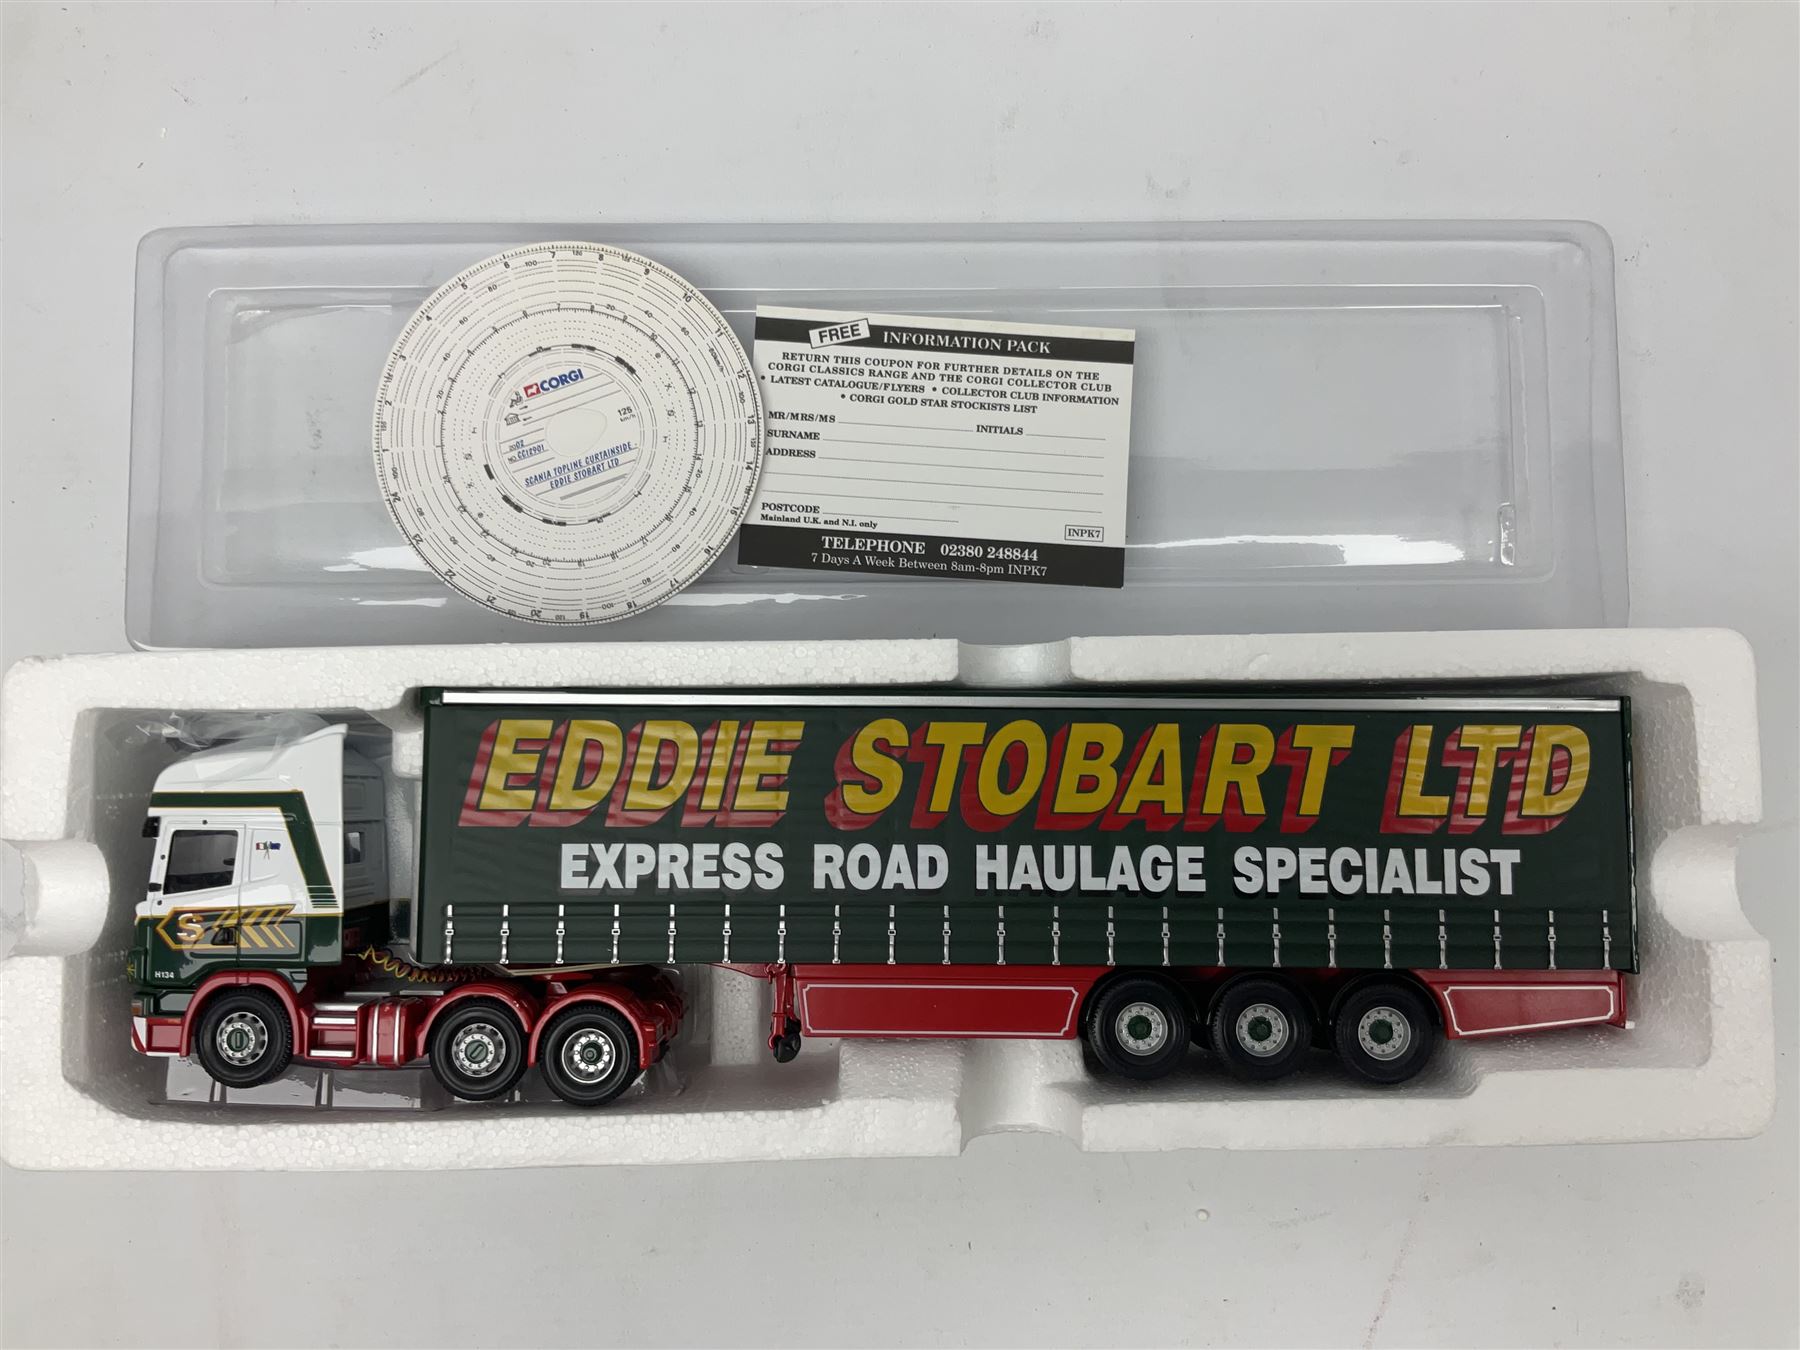 CORGI
125
km/h
2002
NO. CC12901
SCANIA TOPLINE CURTAINSIDE -
EDDIE STOBART LTD
FREE INFORMATION PACK
RETURN THIS COUPON FOR FURTHER DETAILS ON THE
CORGI CLASSICS RANGE AND THE CORGI COLLECTOR CLUB
• LATEST CATALOGUE/FLYERS • COLLECTOR CLUB INFORMATION
• CORGI GOLD STAR STOCKISTS LIST
MR/MRS/MS INITIALS
SURNAME
ADDRESS
POSTCODE
Mainland U.K. and N.I. only
INPK7
TELEPHONE 02380 248844
7 Days A Week Between 8am-8pm INPK7
EDDIE STOBART LTD
EXPRESS ROAD HAULAGE SPECIALIST
S
H134